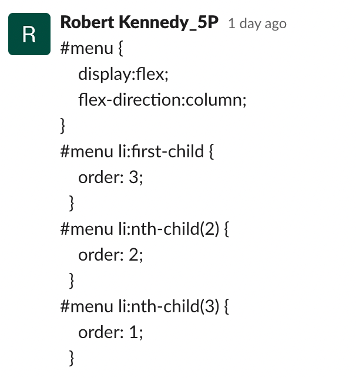 R
Robert Kennedy_5P 1 day ago
#menu {
display:flex;
flex-direction:column;
}
#menu li:first-child {
order: 3;
}
#menu li:nth-child(2) {
order: 2;
}
#menu li:nth-child(3) {
order: 1;
}